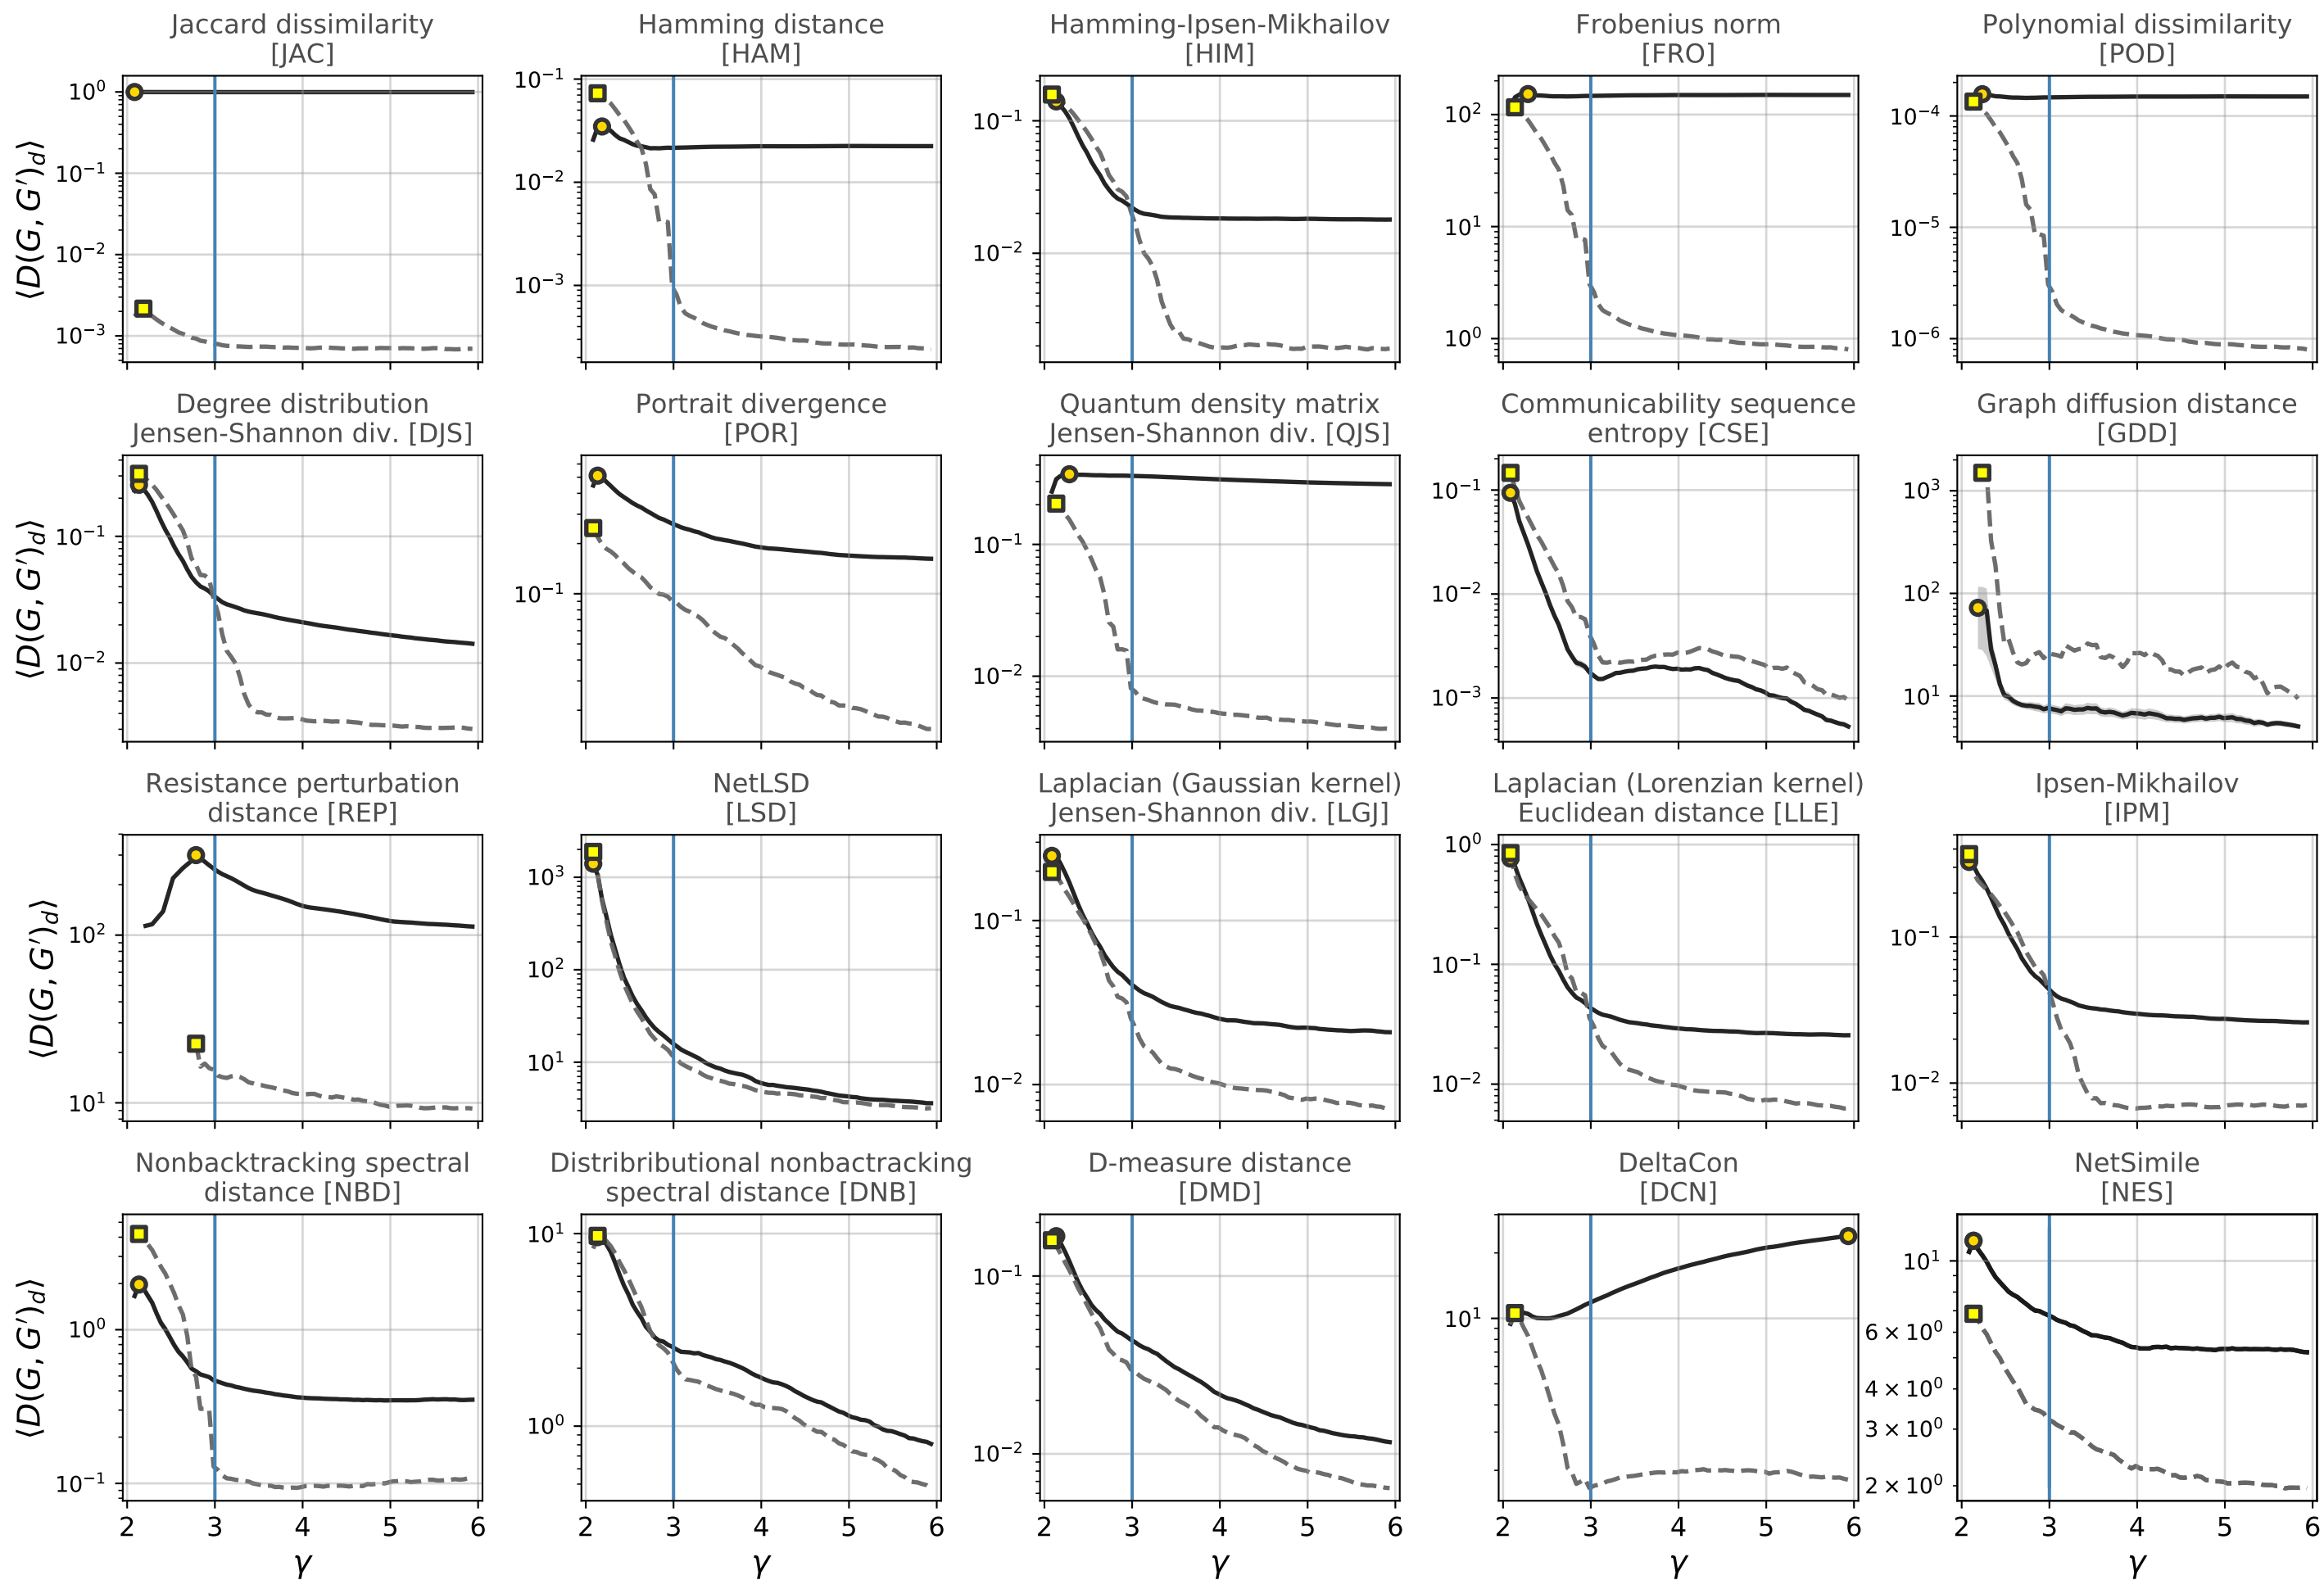 Jaccard dissimilarity
[JAC]
Hamming distance
[HAM]
Hamming-Ipsen-Mikhailov
[HIM]
Frobenius norm
[FRO]
Polynomial dissimilarity
[POD]
⟨D(G, G′)d⟩
10⁰
10⁻¹
10⁻²
10⁻³
10⁻¹
10⁻²
10⁻³
10⁻¹
10⁻²
10²
10¹
10⁰
10⁻⁴
10⁻⁵
10⁻⁶
Degree distribution
Jensen-Shannon div. [DJS]
Portrait divergence
[POR]
Quantum density matrix
Jensen-Shannon div. [QJS]
Communicability sequence
entropy [CSE]
Graph diffusion distance
[GDD]
⟨D(G, G′)d⟩
10⁻¹
10⁻²
10⁻¹
10⁻¹
10⁻²
10⁻¹
10⁻²
10⁻³
10³
10²
10¹
Resistance perturbation
distance [REP]
NetLSD
[LSD]
Laplacian (Gaussian kernel)
Jensen-Shannon div. [LGJ]
Laplacian (Lorenzian kernel)
Euclidean distance [LLE]
Ipsen-Mikhailov
[IPM]
⟨D(G, G′)d⟩
10²
10¹
10³
10²
10¹
10⁻¹
10⁻²
10⁰
10⁻¹
10⁻²
10⁻¹
10⁻²
Nonbacktracking spectral
distance [NBD]
Distribributional nonbactracking
spectral distance [DNB]
D-measure distance
[DMD]
DeltaCon
[DCN]
NetSimile
[NES]
⟨D(G, G′)d⟩
10⁰
10⁻¹
10¹
10⁰
10⁻¹
10⁻²
10¹
10¹
6 × 10⁰
4 × 10⁰
3 × 10⁰
2 × 10⁰
2 3 4 5 6
2 3 4 5 6
2 3 4 5 6
2 3 4 5 6
2 3 4 5 6
γ
γ
γ
γ
γ